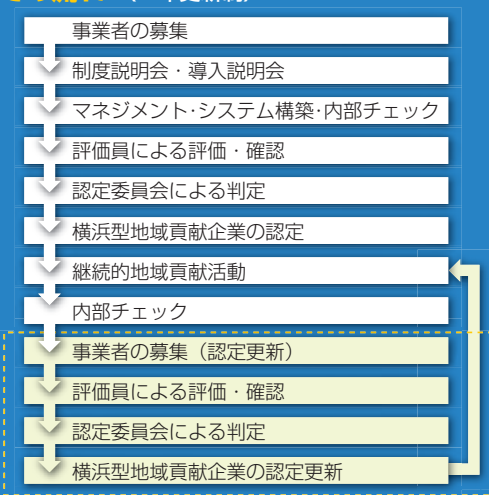 事業者の募集
制度説明会・導入説明会
マネジメント・システム構築・内部チェック
評価員による評価・確認
認定委員会による判定
横浜型地域貢献企業の認定
継続的地域貢献活動
内部チェック
事業者の募集（認定更新）
評価員による評価・確認
認定委員会による判定
横浜型地域貢献企業の認定更新